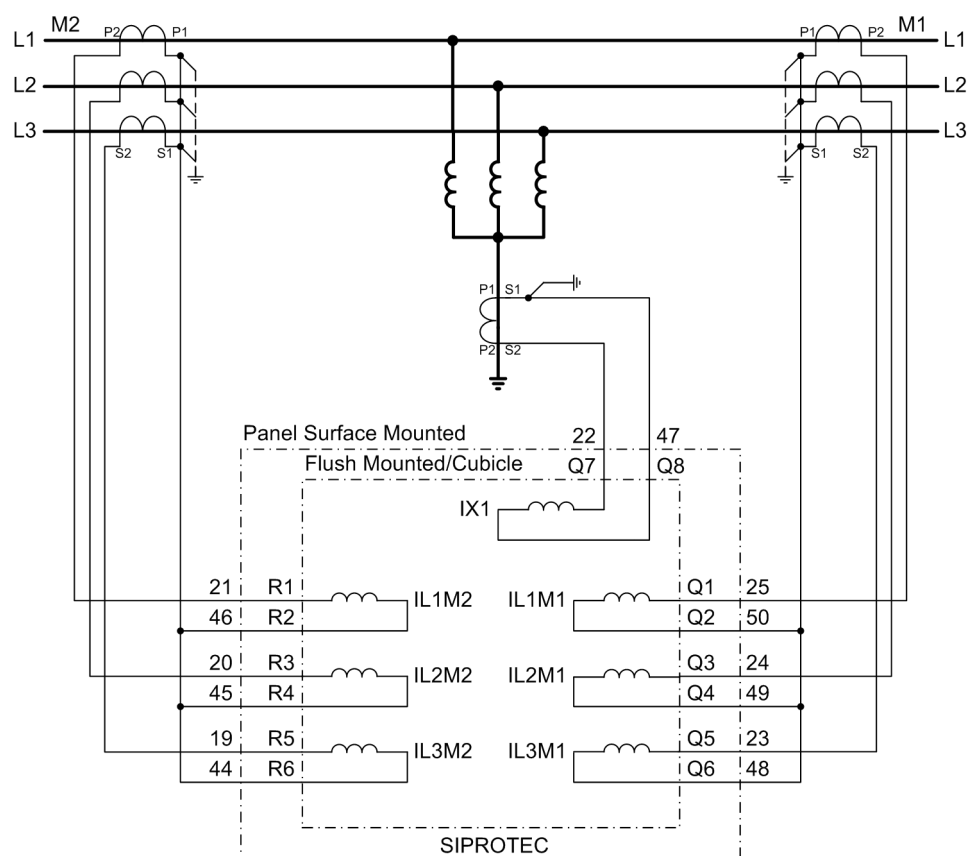 M2 P2 P1 P1 P2 M1
L1 L1
L2 L2
L3 L3
S2 S1 S1 S2
P1 S1
P2 S2
Panel Surface Mounted 22 47
Flush Mounted/Cubicle Q7 Q8
IX1
21 R1 IL1M2 IL1M1 Q1 25
46 R2 Q2 50
20 R3 IL2M2 IL2M1 Q3 24
45 R4 Q4 49
19 R5 IL3M2 IL3M1 Q5 23
44 R6 Q6 48
SIPROTEC